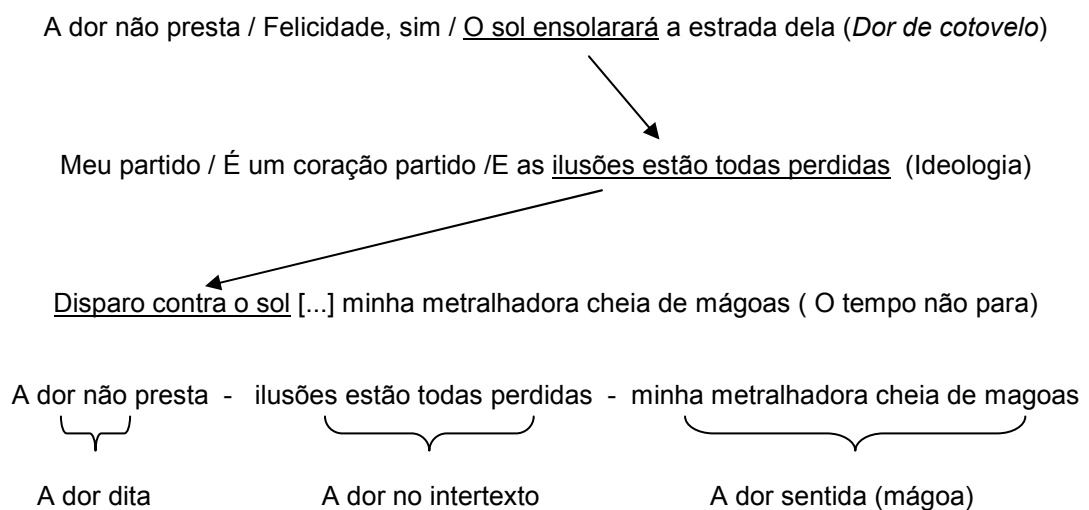 A dor não presta / Felicidade, sim / O sol ensolarará a estrada dela (Dor de cotovelo)
Meu partido / É um coração partido /E as ilusões estão todas perdidas (Ideologia)
Disparo contra o sol [...] minha metralhadora cheia de mágoas ( O tempo não para)
A dor não presta - ilusões estão todas perdidas - minha metralhadora cheia de magoas
A dor dita A dor no intertexto A dor sentida (mágoa)